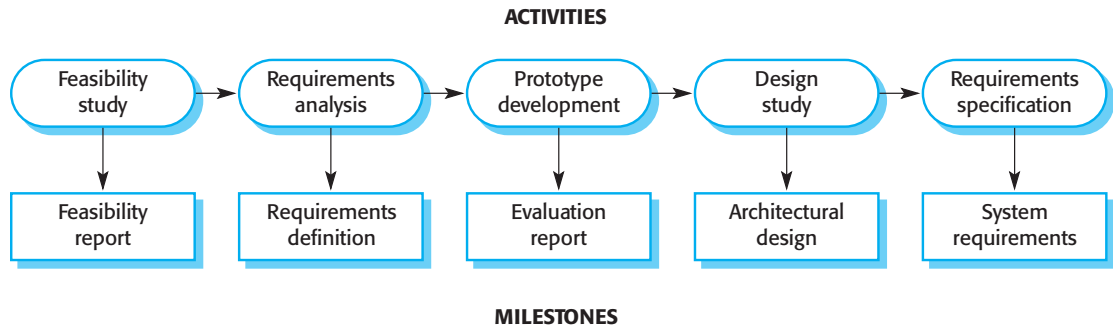 ACTIVITIES
Feasibility
study
Requirements
analysis
Prototype
development
Design
study
Requirements
specification
Feasibility
report
Requirements
definition
Evaluation
report
Architectural
design
System
requirements
MILESTONES